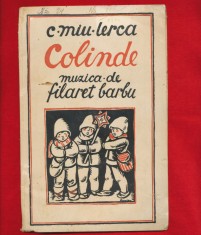 c·miu·lerca
Colinde
muzica·de
filaret barbu